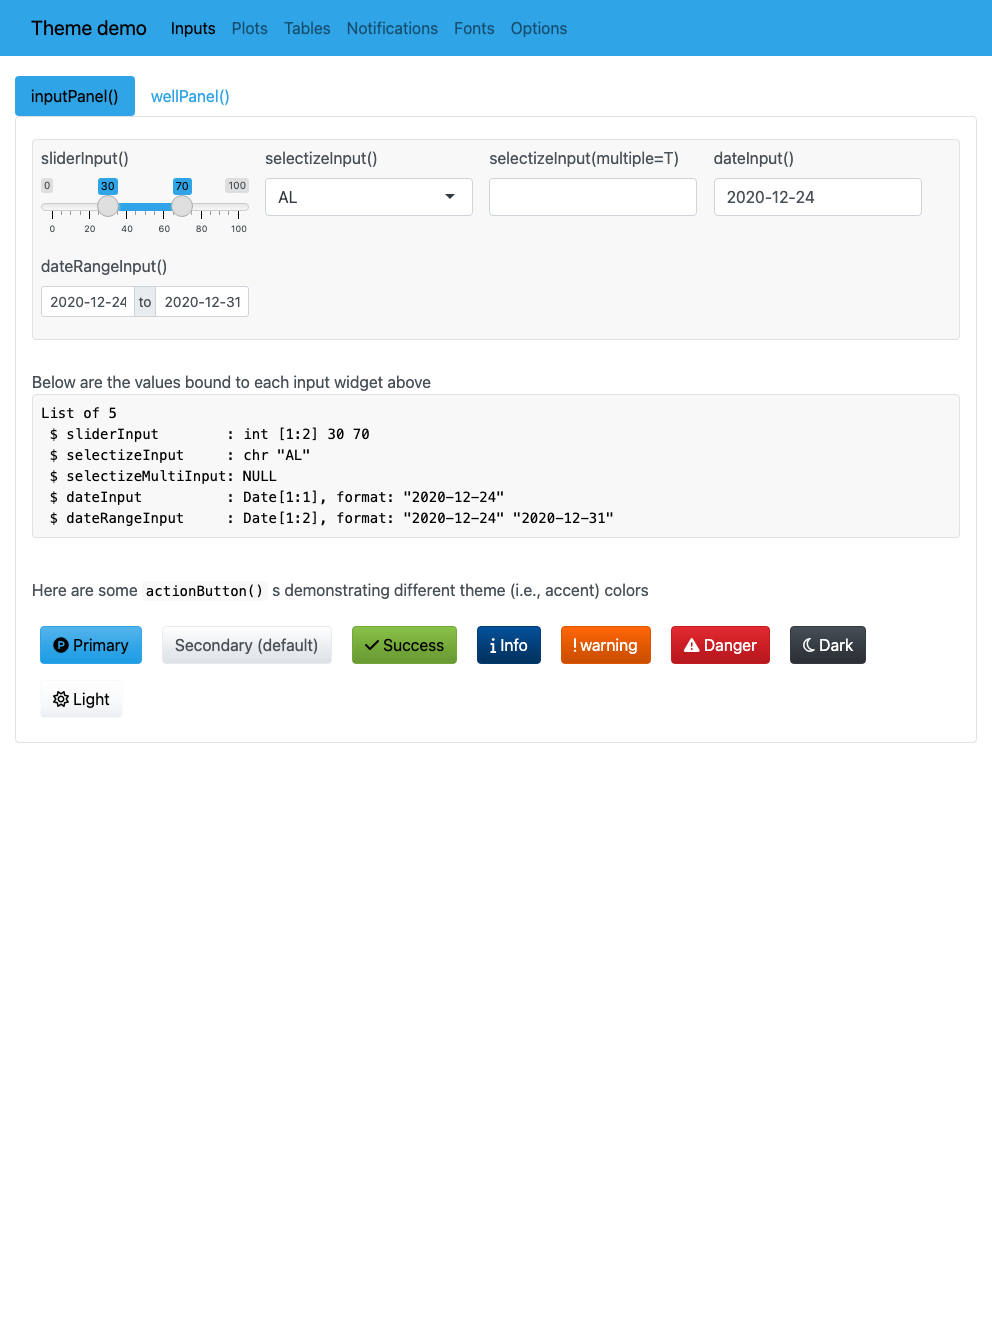 Theme demo Inputs Plots Tables Notifications Fonts Options
inputPanel() wellPanel()
sliderInput() selectizeInput() selectizeInput(multiple=T) dateInput()
0 30 70 100
AL 2020-12-24
0 20 40 60 80 100
dateRangeInput()
2020-12-24 to 2020-12-31
Below are the values bound to each input widget above
List of 5
$ sliderInput : int [1:2] 30 70
$ selectizeInput : chr "AL"
$ selectizeMultiInput: NULL
$ dateInput : Date[1:1], format: "2020-12-24"
$ dateRangeInput : Date[1:2], format: "2020-12-24" "2020-12-31"
Here are some actionButton() s demonstrating different theme (i.e., accent) colors
Primary Secondary (default) Success Info warning Danger Dark
Light